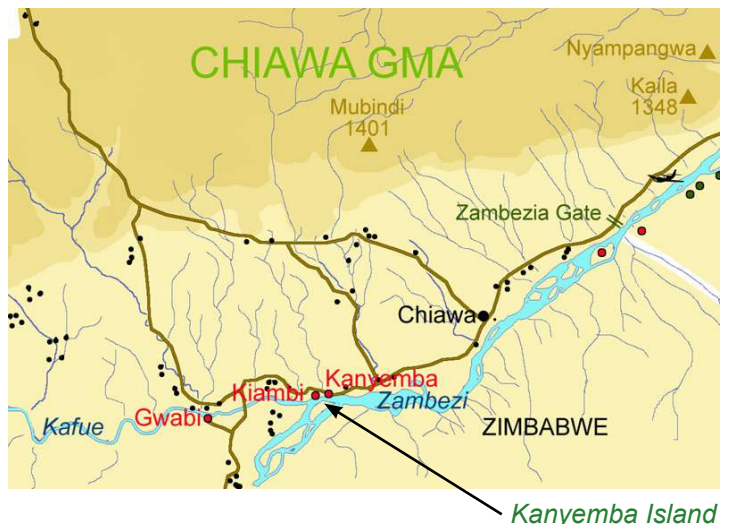 CHIAWA GMA
Nyampangwa
Kaila
1348
Mubindi
1401
Zambezia Gate
Chiawa
Kanyemba
Kiambi
Zambezi
Gwabi
Kafue
ZIMBABWE
Kanyemba Island